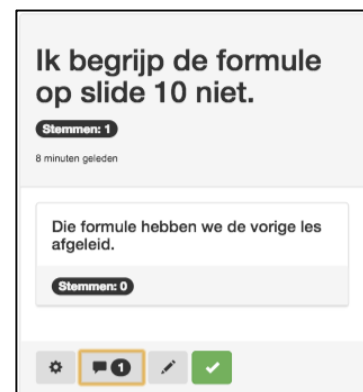 Ik begrijp de formule
op slide 10 niet.
Stemmen: 1
8 minuten geleden
Die formule hebben we de vorige les
afgeleid.
Stemmen: 0
1